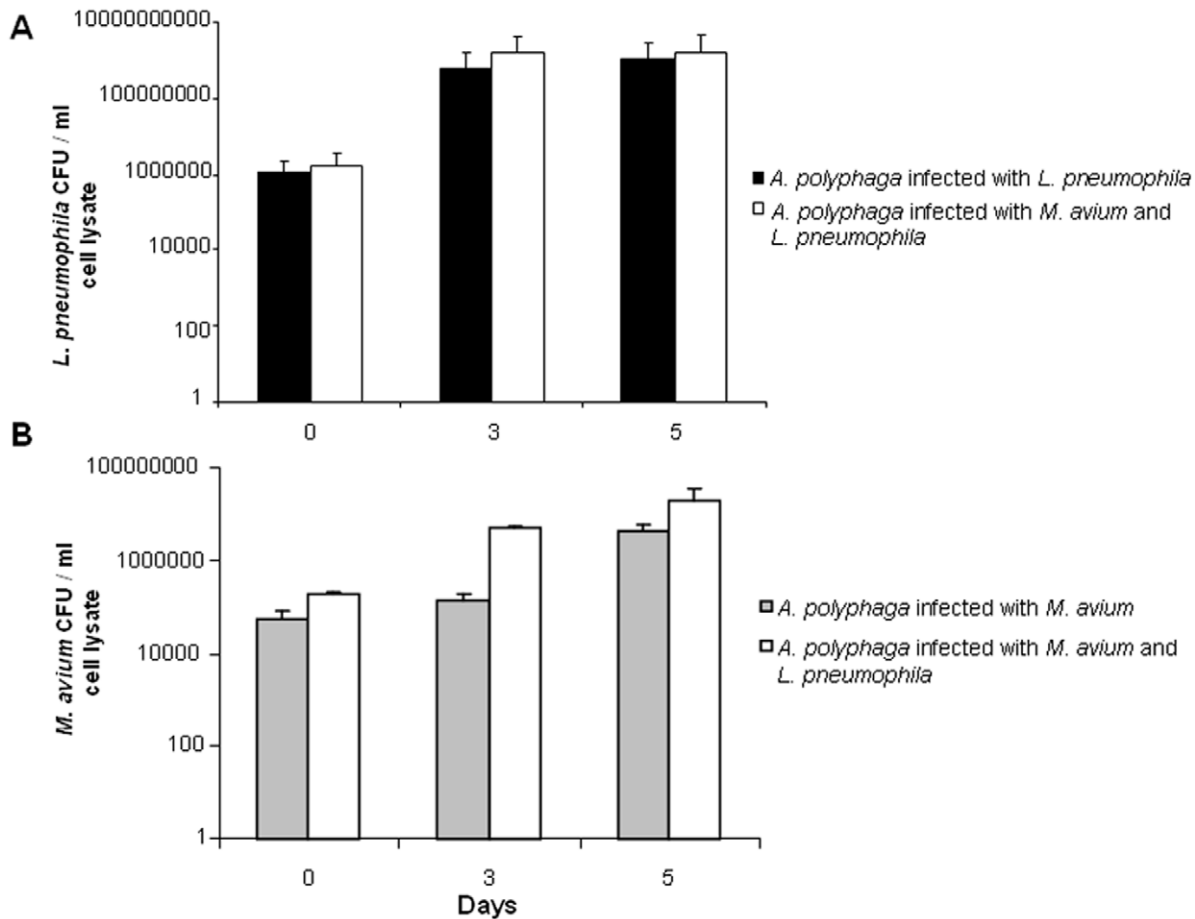 A
L. pneumophila CFU / ml
cell lysate
10000000000
100000000
1000000
10000
100
1
0
3
5
A. polyphaga infected with L. pneumophila
A. polyphaga infected with M. avium and
L. pneumophila
B
M. avium CFU / ml
cell lysate
100000000
1000000
10000
100
1
0
3
5
Days
A. polyphaga infected with M. avium
A. polyphaga infected with M. avium and
L. pneumophila